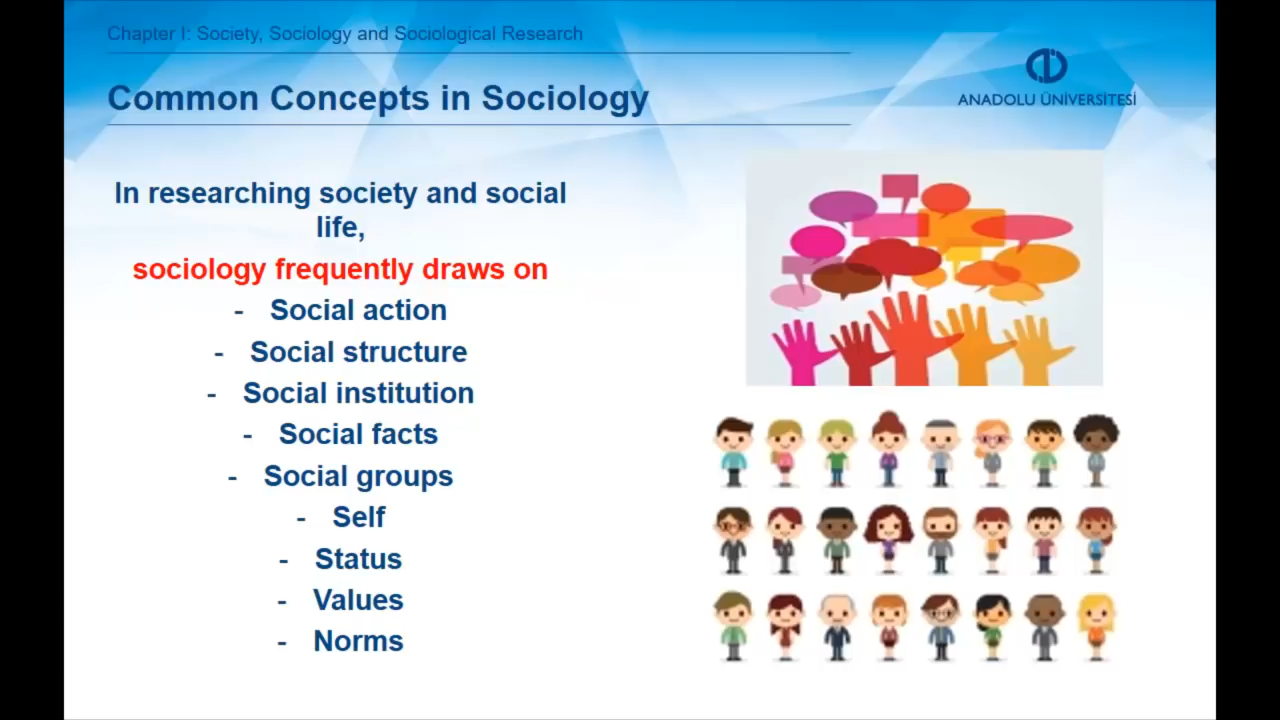 Chapter I: Society, Sociology and Sociological Research
Common Concepts in Sociology
ANADOLU ÜNİVERSİTESİ
In researching society and social
life,
sociology frequently draws on
- Social action
- Social structure
- Social institution
- Social facts
- Social groups
- Self
- Status
- Values
- Norms